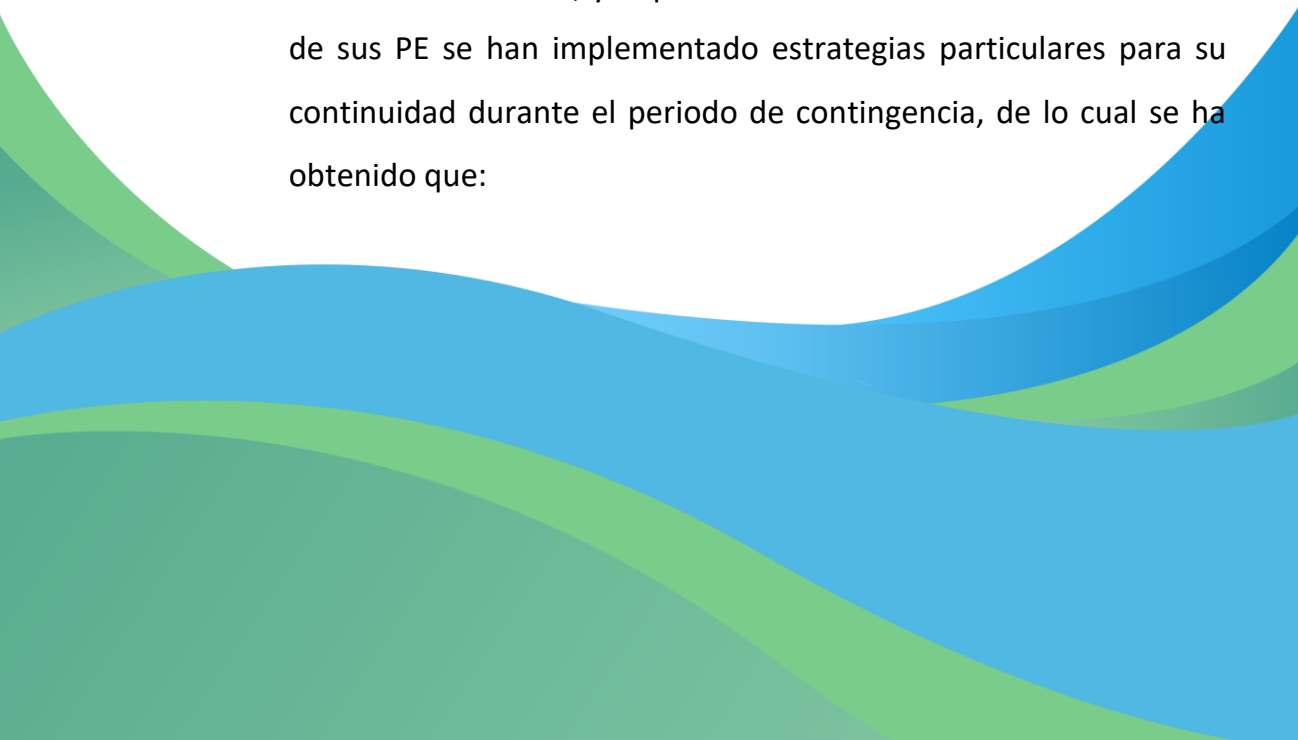 de sus PE se han implementado estrategias particulares para su
continuidad durante el periodo de contingencia, de lo cual se ha
obtenido que: